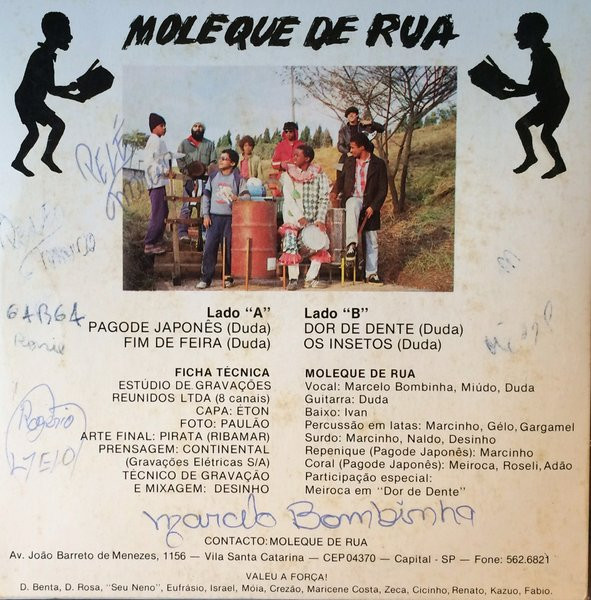 MOLEQUE DE RUA
PELÉ
Lado "A"
PAGODE JAPONÊS (Duda)
FIM DE FEIRA (Duda)
Lado "B"
DOR DE DENTE (Duda)
OS INSETOS (Duda)
FICHA TÉCNICA
ESTÚDIO DE GRAVAÇÕES
REUNIDOS LTDA (8 canais)
CAPA: ÉTON
FOTO: PAULÃO
ARTE FINAL: PIRATA (RIBAMAR)
PRENSAGEM: CONTINENTAL
(Gravações Elétricas S/A)
TÉCNICO DE GRAVAÇÃO
E MIXAGEM: DESINHO
MOLEQUE DE RUA
Vocal: Marcelo Bombinha, Miúdo, Duda
Guitarra: Duda
Baixo: Ivan
Percussão em latas: Marcinho, Gélo, Gargamel
Surdo: Marcinho, Naldo, Desinho
Repenique (Pagode Japonês): Marcinho
Coral (Pagode Japonês): Meiroca, Roseli, Adão
Participação especial:
Meiroca em "Dor de Dente"
Rogério
Marcelo Bombinha
CONTACTO: MOLEQUE DE RUA
Av. João Barreto de Menezes, 1156 — Vila Santa Catarina — CEP 04370 — Capital - SP — Fone: 562.6821
VALEU A FORÇA!
D. Benta, D. Rosa, "Seu Neno", Eufrásio, Israel, Móia, Crezão, Maricene Costa, Zeca, Cicinho, Renato, Kazuo, Fabio.